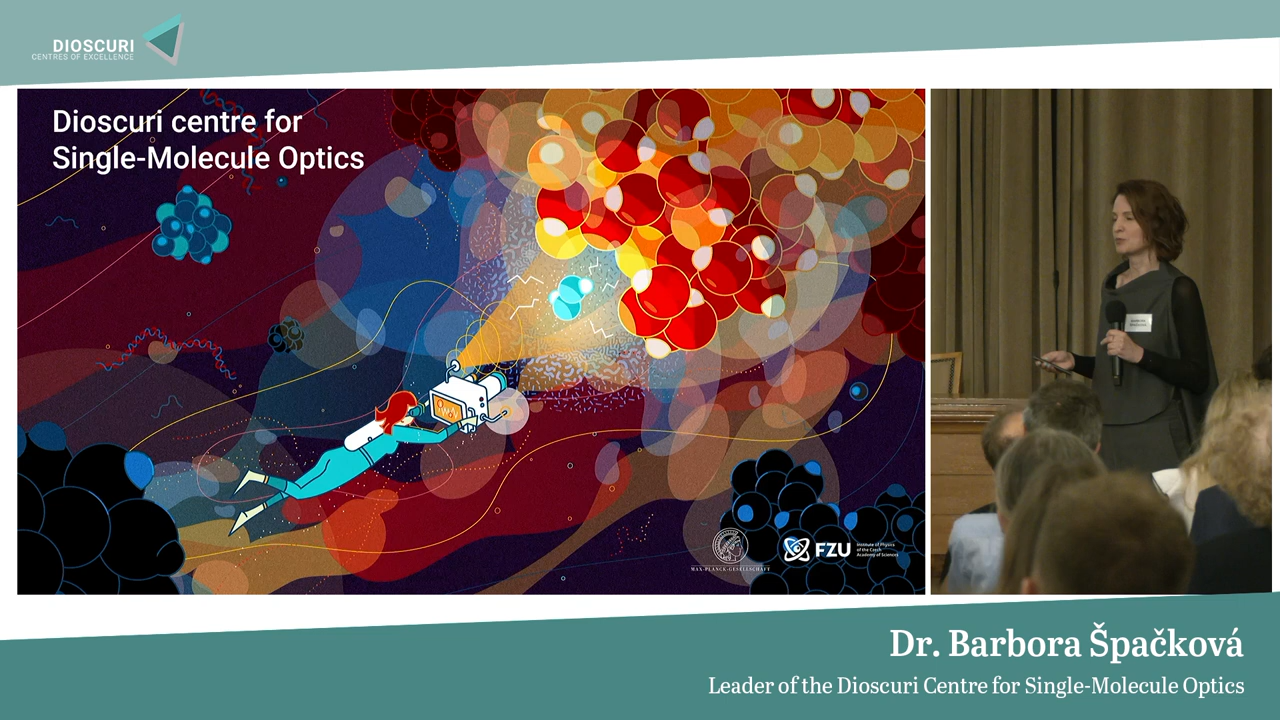 DIOSCURI
CENTRES OF EXCELLENCE
Dioscuri centre for
Single-Molecule Optics
MAX-PLANCK-GESELLSCHAFT
FZU
Institute of Physics
of the Czech
Academy of Sciences
Dr. Barbora Špačková
Leader of the Dioscuri Centre for Single-Molecule Optics